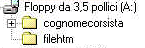 Floppy da 3,5 pollici (A:)
cognomecorsista
filehtm